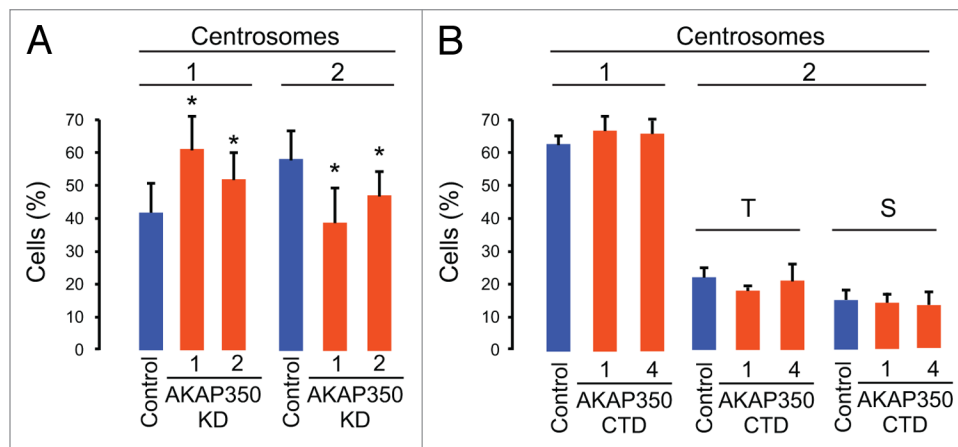 A
Centrosomes
1
2
* * * *
Cells (%)
70
60
50
40
30
20
10
0
Control
1 2
AKAP350
KD
Control
1 2
AKAP350
KD
B
Centrosomes
1
2
T
S
Cells (%)
70
60
50
40
30
20
10
0
Control
1 4
AKAP350
CTD
Control
1 4
AKAP350
CTD
Control
1 4
AKAP350
CTD